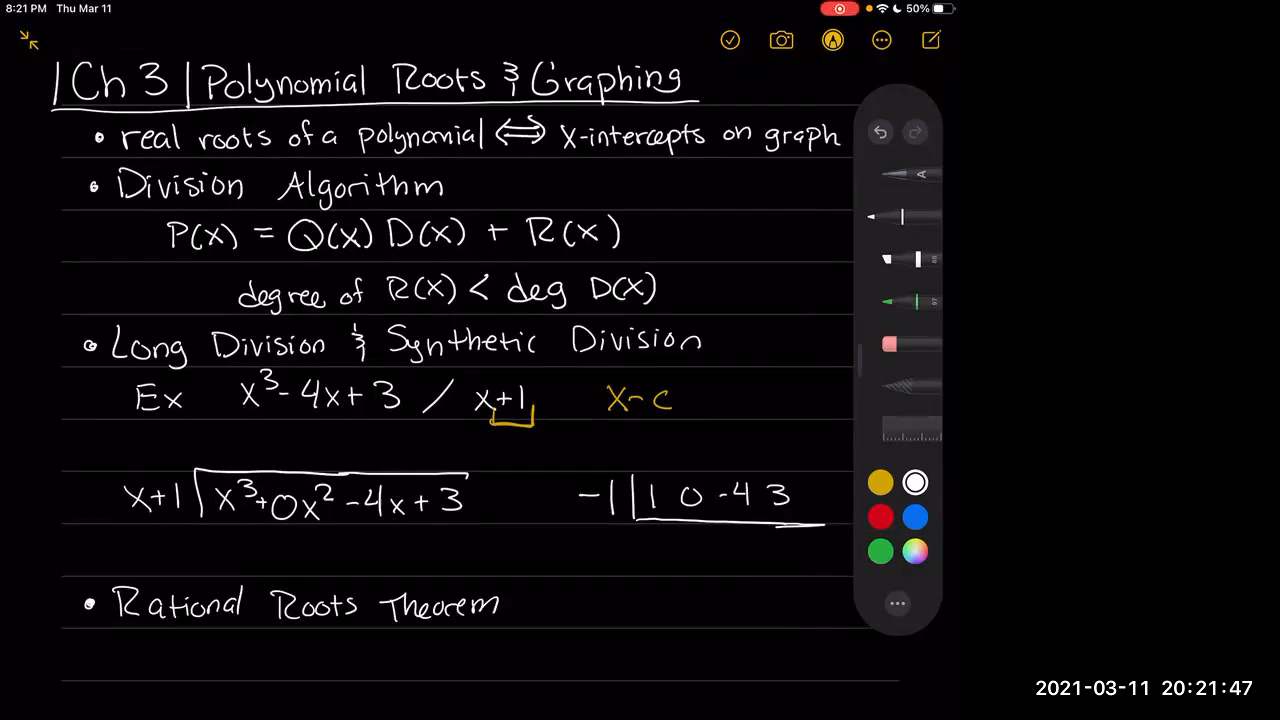 8:21 PM Thu Mar 11 50%
Ch 3 | Polynomial Roots & Graphing
• real roots of a polynomial ⟺ x-intercepts on graph
• Division Algorithm
P(x) = Q(x) D(x) + R(x)
degree of R(x) < deg D(x)
• Long Division & Synthetic Division
Ex x³ - 4x + 3 / x+1 x - c
x+1 x³ + 0x² - 4x + 3 -1 | 1 0 -4 3
• Rational Roots Theorem
2021-03-11 20:21:47